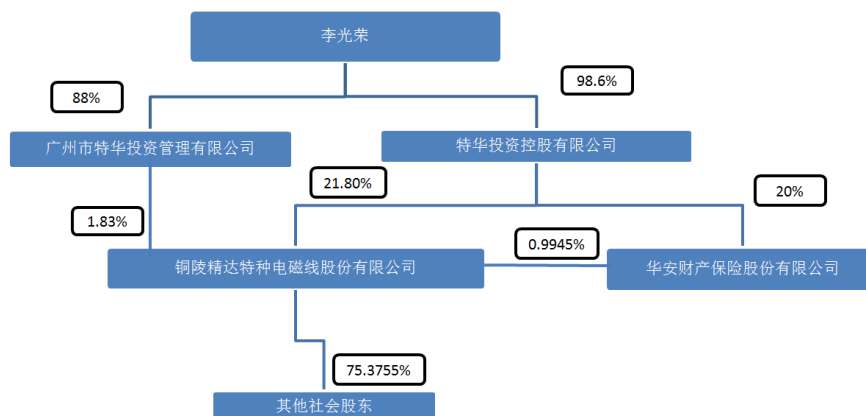 李光荣
88%
98.6%
广州市特华投资管理有限公司
特华投资控股有限公司
21.80%
20%
1.83%
0.9945%
铜陵精达特种电磁线股份有限公司
华安财产保险股份有限公司
75.3755%
其他社会股东